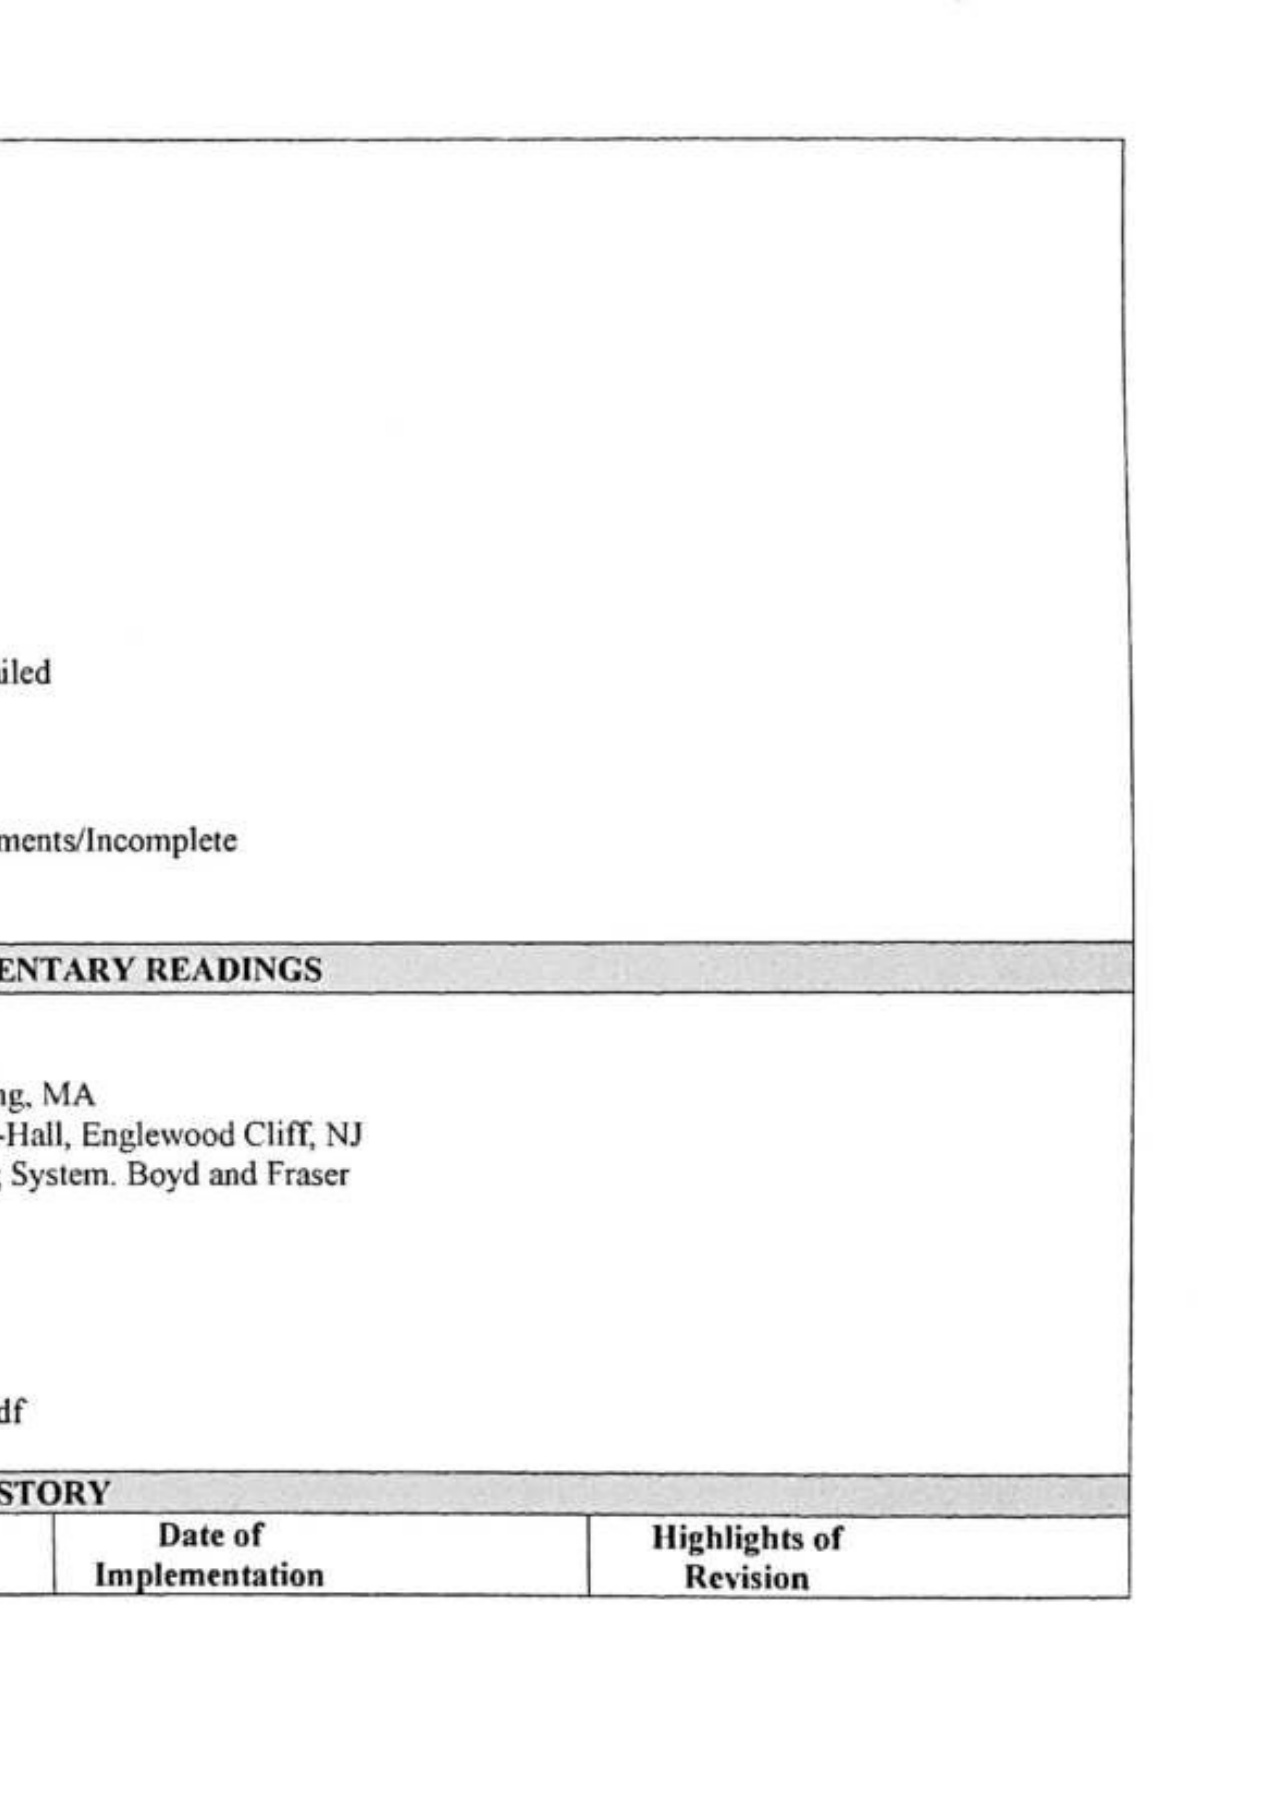 iled
ments/Incomplete
ENTARY READINGS
ng, MA
-Hall, Englewood Cliff, NJ
System. Boyd and Fraser
df
STORY
Date of
Implementation
Highlights of
Revision